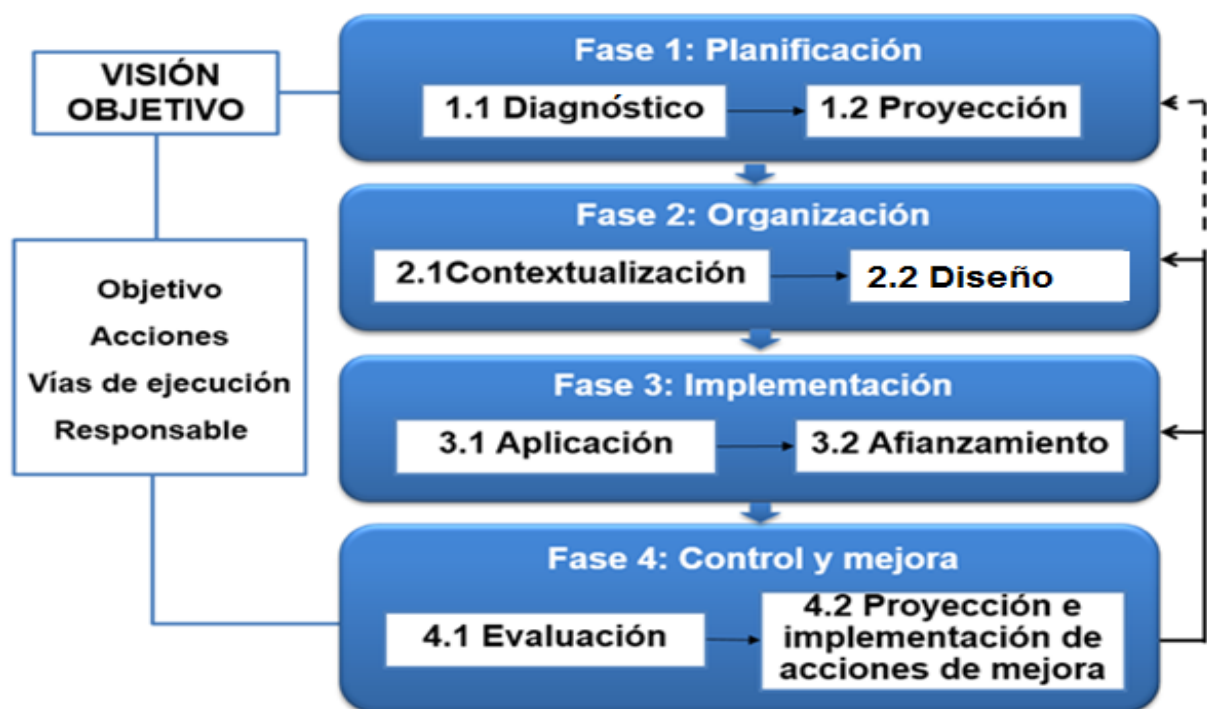 VISIÓN
OBJETIVO
Objetivo
Acciones
Vías de ejecución
Responsable
Fase 1: Planificación
1.1 Diagnóstico
1.2 Proyección
Fase 2: Organización
2.1Contextualización
2.2 Diseño
Fase 3: Implementación
3.1 Aplicación
3.2 Afianzamiento
Fase 4: Control y mejora
4.1 Evaluación
4.2 Proyección e
implementación de
acciones de mejora